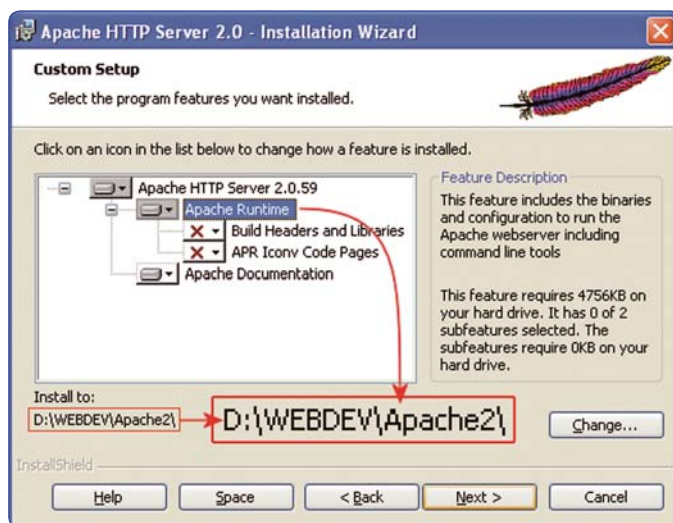 Apache HTTP Server 2.0 - Installation Wizard
Custom Setup
Select the program features you want installed.
Click on an icon in the list below to change how a feature is installed.
Apache HTTP Server 2.0.59
Apache Runtime
Build Headers and Libraries
APR Iconv Code Pages
Apache Documentation
Feature Description
This feature includes the binaries
and configuration to run the
Apache webserver including
command line tools
This feature requires 4756KB on
your hard drive. It has 0 of 2
subfeatures selected. The
subfeatures require 0KB on your
hard drive.
Install to:
D:\WEBDEV\Apache2\
D:\WEBDEV\Apache2\
Change...
InstallShield
Help
Space
< Back
Next >
Cancel